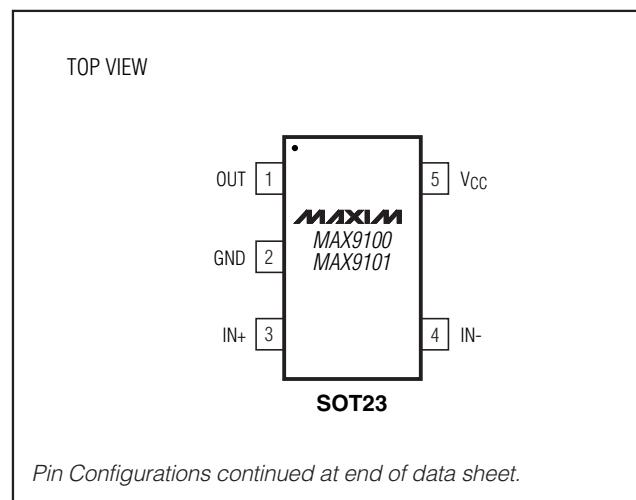 TOP VIEW
OUT 1 5 VCC
MAXIM
MAX9100
GND 2
MAX9101
IN+ 3 4 IN-
SOT23
Pin Configurations continued at end of data sheet.